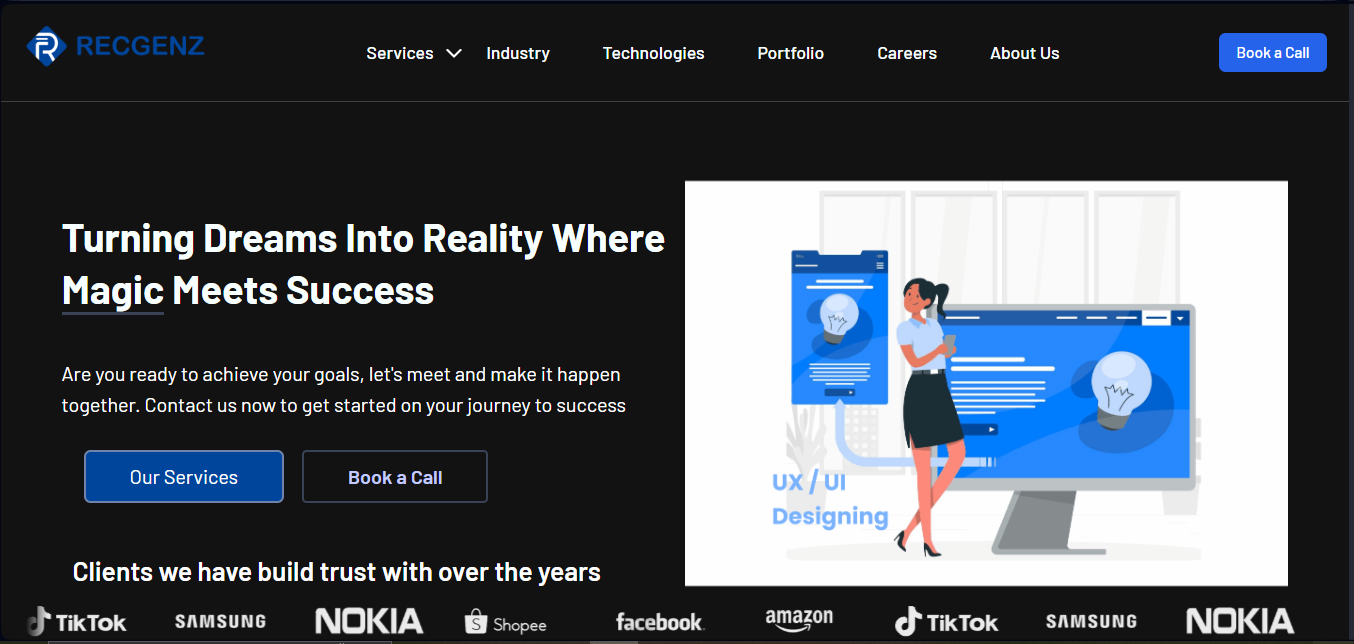 RECGENZ
Services
Industry
Technologies
Portfolio
Careers
About Us
Book a Call
Turning Dreams Into Reality Where
Magic Meets Success
Are you ready to achieve your goals, let's meet and make it happen
together. Contact us now to get started on your journey to success
Our Services
Book a Call
UX / UI
Designing
Clients we have build trust with over the years
TikTok
SAMSUNG
NOKIA
Shopee
facebook.
amazon
TikTok
SAMSUNG
NOKIA